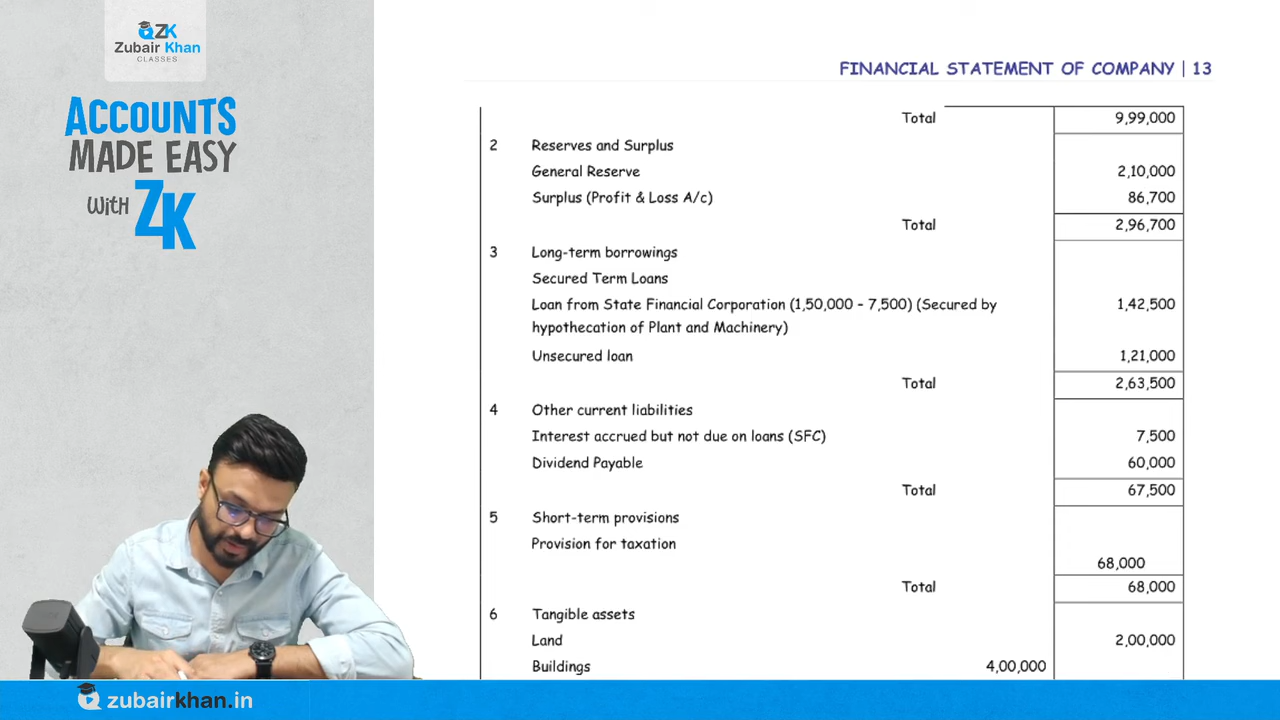 ZK
Zubair Khan
CLASSES
ACCOUNTS
MADE EASY
WITH ZK
FINANCIAL STATEMENT OF COMPANY | 13
Total 9,99,000
2 Reserves and Surplus
General Reserve 2,10,000
Surplus (Profit & Loss A/c) 86,700
Total 2,96,700
3 Long-term borrowings
Secured Term Loans
Loan from State Financial Corporation (1,50,000 – 7,500) (Secured by 1,42,500
hypothecation of Plant and Machinery)
Unsecured loan 1,21,000
Total 2,63,500
4 Other current liabilities
Interest accrued but not due on loans (SFC) 7,500
Dividend Payable 60,000
Total 67,500
5 Short-term provisions
Provision for taxation
68,000
Total 68,000
6 Tangible assets
Land 2,00,000
Buildings 4,00,000
zubairkhan.in